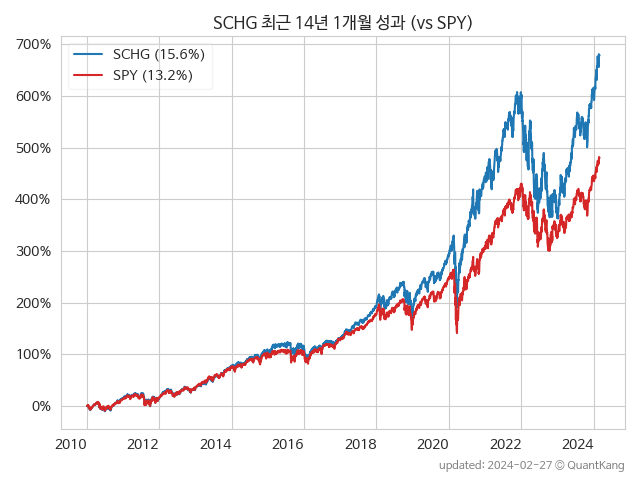 SCHG 최근 14년 1개월 성과 (vs SPY)
700%
SCHG (15.6%)
SPY (13.2%)
600%
500%
400%
300%
200%
100%
0%
2010 2012 2014 2016 2018 2020 2022 2024
updated: 2024-02-27 © QuantKang